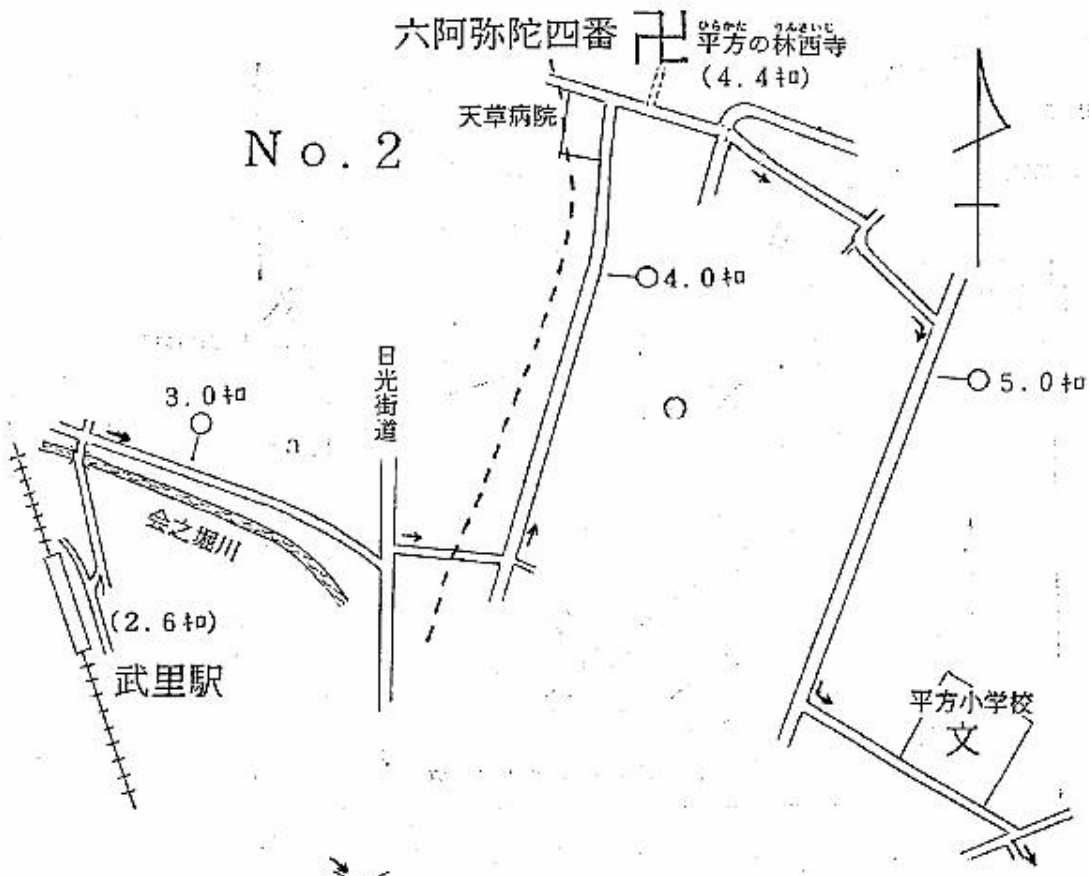 六阿弥陀四番
卍
ひらかた りんさいじ
平方の林西寺
(4.4㌔)
天草病院
No.2
4.0㌔
日光街道
5.0㌔
3.0㌔
会之堀川
(2.6㌔)
武里駅
平方小学校
文